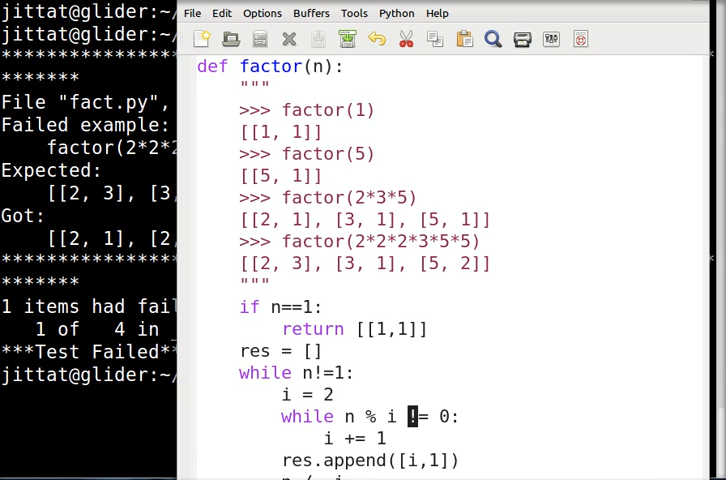 jittat@glider:~/
jittat@glider:~/
*****************
*******
File "fact.py",
Failed example:
factor(2*2*2
Expected:
[[2, 3], [3,
Got:
[[2, 1], [2,
*****************
*******
1 items had fail
1 of   4 in
***Test Failed**
jittat@glider:~/
File Edit Options Buffers Tools Python Help
def factor(n):
"""
>>> factor(1)
[[1, 1]]
>>> factor(5)
[[5, 1]]
>>> factor(2*3*5)
[[2, 1], [3, 1], [5, 1]]
>>> factor(2*2*2*3*5*5)
[[2, 3], [3, 1], [5, 2]]
"""
if n==1:
return [[1,1]]
res = []
while n!=1:
i = 2
while n % i != 0:
i += 1
res.append([i,1])